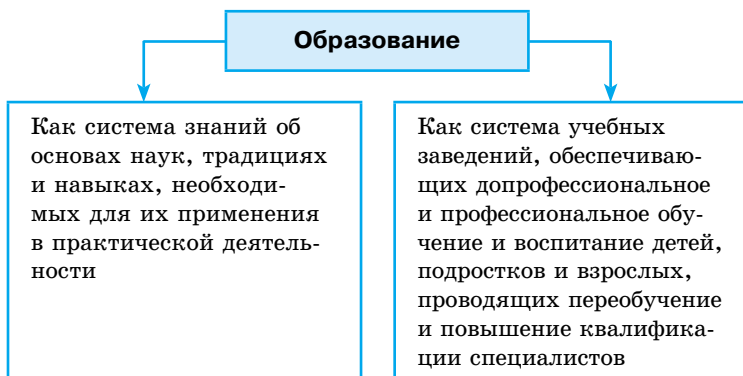 Образование
Как система знаний об
основах наук, традициях
и навыках, необходи-
мых для их применения
в практической деятель-
ности
Как система учебных
заведений, обеспечиваю-
щих допрофессиональное
и профессиональное обу-
чение и воспитание детей,
подростков и взрослых,
проводящих переобучение
и повышение квалифика-
ции специалистов